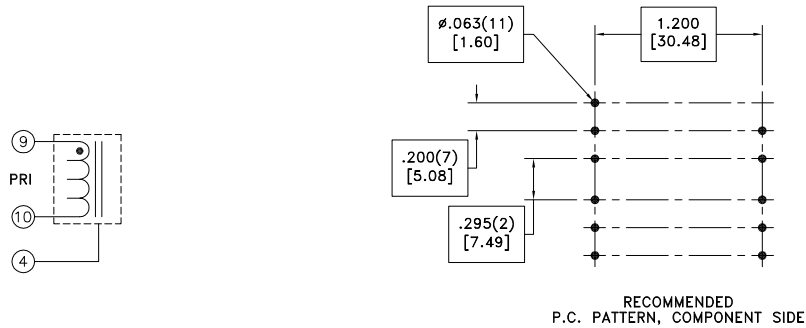 9
PRI
10
4
ø.063(11)
[1.60]
1.200
[30.48]
.200(7)
[5.08]
.295(2)
[7.49]
RECOMMENDED
P.C. PATTERN, COMPONENT SIDE